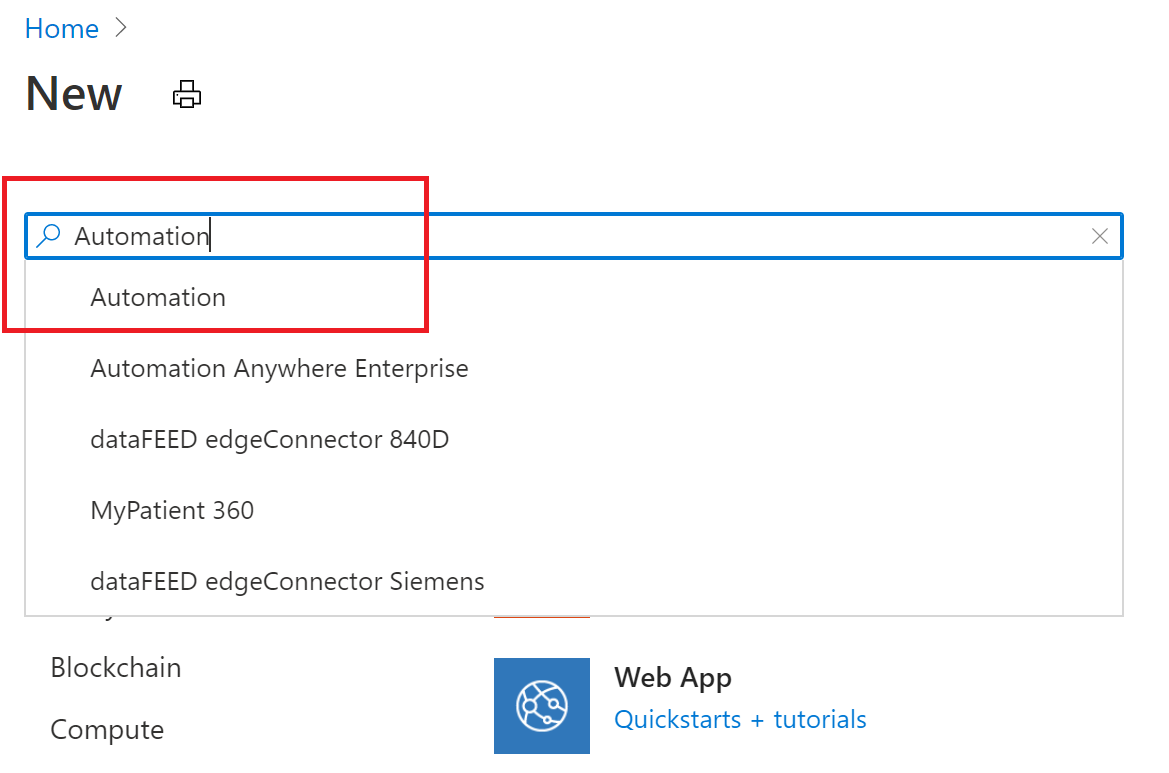 Home
New
Automation
Automation
Automation Anywhere Enterprise
dataFEED edgeConnector 840D
MyPatient 360
dataFEED edgeConnector Siemens
Blockchain
Web App
Quickstarts + tutorials
Compute